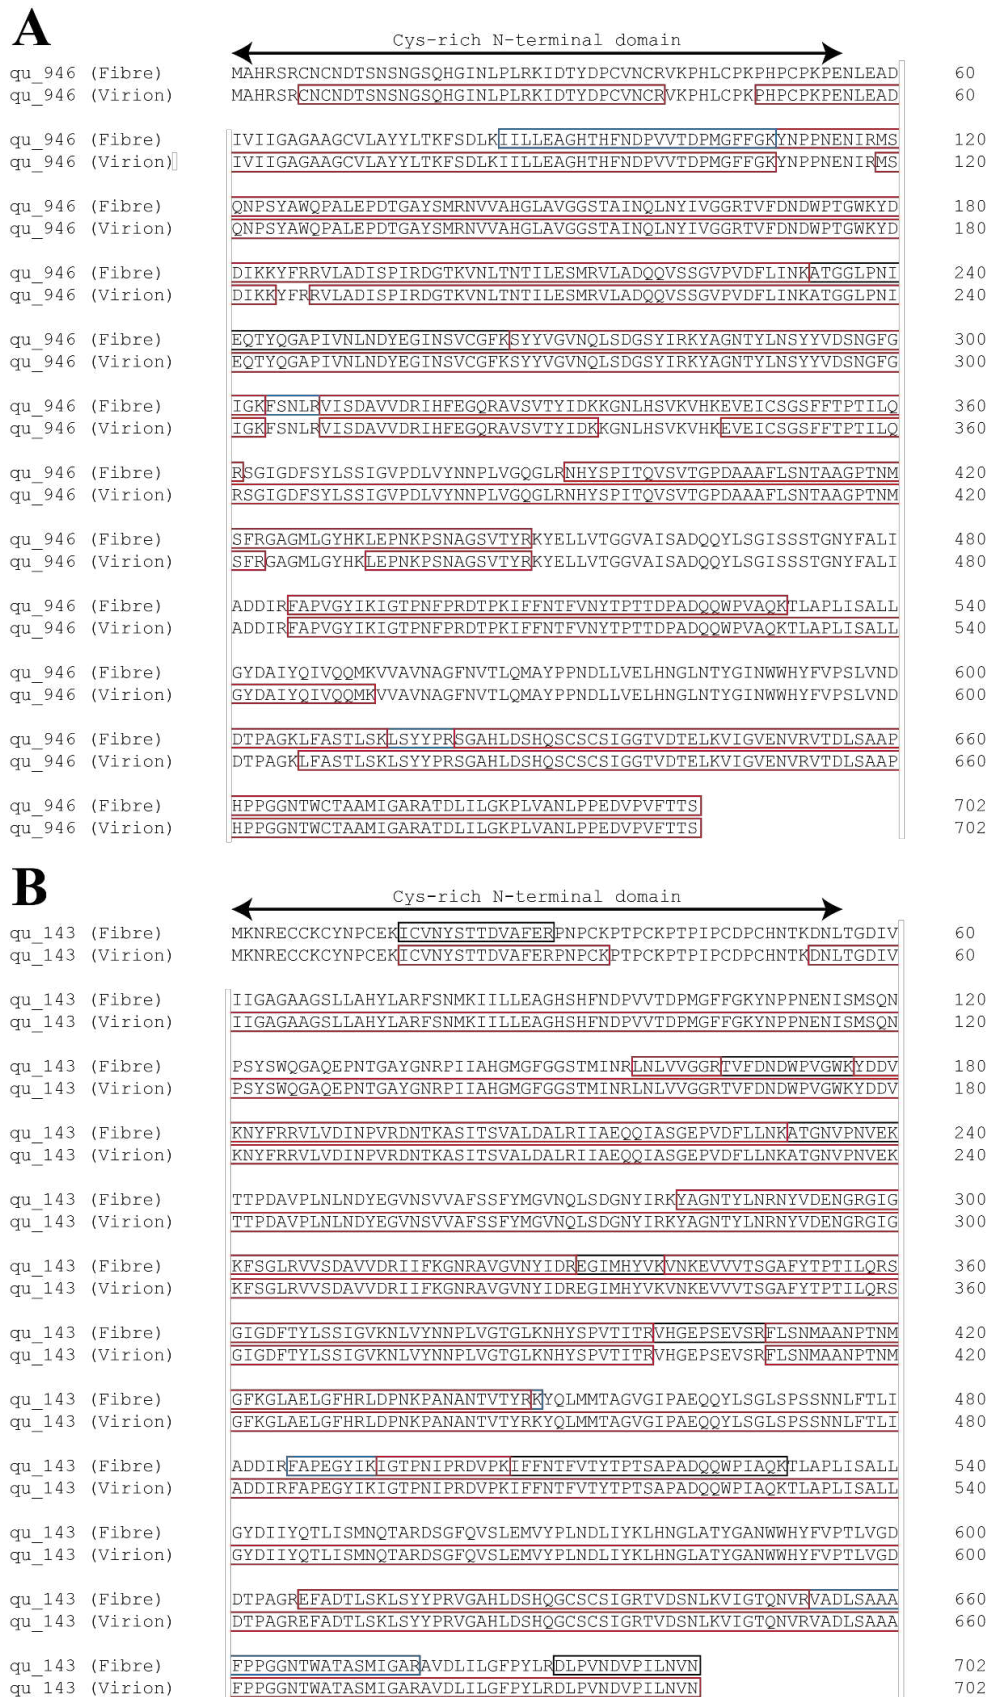 A
Cys-rich N-terminal domain
qu_946 (Fibre) MAHRSRCNCNDTSNSNGSQHGINLPLRKIDTYDPCVNCRVKPHLCPKPHPCPKPENLEAD 60
qu_946 (Virion) MAHRSRCNCNDTSNSNGSQHGINLPLRKIDTYDPCVNCRVKPHLCPKPHPCPKPENLEAD 60
qu_946 (Fibre) IVIIGAGAAGCVLAYYLTKFSDLKIILLEAGHTHFNDPVVTDPMGFFGKYNPPNENIRMS 120
qu_946 (Virion) IVIIGAGAAGCVLAYYLTKFSDLKIILLEAGHTHFNDPVVTDPMGFFGKYNPPNENIRMS 120
qu_946 (Fibre) QNPSYAWQPALEPDTGAYSMRNVVAHGLAVGGSTAINQLNYIVGGRTVFDNDWPTGWKYD 180
qu_946 (Virion) QNPSYAWQPALEPDTGAYSMRNVVAHGLAVGGSTAINQLNYIVGGRTVFDNDWPTGWKYD 180
qu_946 (Fibre) DIKKYFRRVLADISPIRDGTKVNLTNTILESMRVLADQQVSSGVPVDFLINKATGGLPNI 240
qu_946 (Virion) DIKKYFRRVLADISPIRDGTKVNLTNTILESMRVLADQQVSSGVPVDFLINKATGGLPNI 240
qu_946 (Fibre) EQTYQGAPIVNLNDYEGINSVCGFKSYYVGVNQLSDGSYIRKYAGNTYLNSYYVDSNGFG 300
qu_946 (Virion) EQTYQGAPIVNLNDYEGINSVCGFKSYYVGVNQLSDGSYIRKYAGNTYLNSYYVDSNGFG 300
qu_946 (Fibre) IGKFSNLRVISDAVVDRIHFEGQRAVSVTYIDKKGNLHSVKVHKEVEICSGSFFTPTILQ 360
qu_946 (Virion) IGKFSNLRVISDAVVDRIHFEGQRAVSVTYIDKKGNLHSVKVHKEVEICSGSFFTPTILQ 360
qu_946 (Fibre) RSGIGDFSYLSSIGVPDLVYNNPLVGQGLRNHYSPITQVSVTGPDAAAFLSNTAAGPTNM 420
qu_946 (Virion) RSGIGDFSYLSSIGVPDLVYNNPLVGQGLRNHYSPITQVSVTGPDAAAFLSNTAAGPTNM 420
qu_946 (Fibre) SFRGAGMLGYHKLEPNKPSNAGSVTYRKYELLVTGGVAISADQQYLSGISSSTGNYFALI 480
qu_946 (Virion) SFRGAGMLGYHKLEPNKPSNAGSVTYRKYELLVTGGVAISADQQYLSGISSSTGNYFALI 480
qu_946 (Fibre) ADDIRFAPVGYIKIGTPNFPRDTPKIFFNTFVNYTPTTDPADQQWPVAQKTLAPLISALL 540
qu_946 (Virion) ADDIRFAPVGYIKIGTPNFPRDTPKIFFNTFVNYTPTTDPADQQWPVAQKTLAPLISALL 540
qu_946 (Fibre) GYDAIYQIVQQMKVVAVNAGFNVTLQMAYPPNDLLVELHNGLNTYGINWWHYFVPSLVND 600
qu_946 (Virion) GYDAIYQIVQQMKVVAVNAGFNVTLQMAYPPNDLLVELHNGLNTYGINWWHYFVPSLVND 600
qu_946 (Fibre) DTPAGKLFASTLSKLSYYPRSGAHLDSHQSCSCSIGGTVDTELKVIGVENVRVTDLSAAP 660
qu_946 (Virion) DTPAGKLFASTLSKLSYYPRSGAHLDSHQSCSCSIGGTVDTELKVIGVENVRVTDLSAAP 660
qu_946 (Fibre) HPPGGNTWCTAAMIGARATDLILGKPLVANLPPEDVPVFTTS 702
qu_946 (Virion) HPPGGNTWCTAAMIGARATDLILGKPLVANLPPEDVPVFTTS 702
B
Cys-rich N-terminal domain
qu_143 (Fibre) MKNRECCKCYNPCEKICVNYSTTDVAFERPNPCKPTPCKPTPIPCDPCHNTKDNLTGDIV 60
qu_143 (Virion) MKNRECCKCYNPCEKICVNYSTTDVAFERPNPCKPTPCKPTPIPCDPCHNTKDNLTGDIV 60
qu_143 (Fibre) IIGAGAAGSLLAHYLARFSNMKIILLEAGHSHFNDPVVTDPMGFFGKYNPPNENISMSQN 120
qu_143 (Virion) IIGAGAAGSLLAHYLARFSNMKIILLEAGHSHFNDPVVTDPMGFFGKYNPPNENISMSQN 120
qu_143 (Fibre) PSYSWQGAQEPNTGAYGNRPIIAHGMGFGGSTMINRLNLVVGGRTVFDNDWPVGWKYDDV 180
qu_143 (Virion) PSYSWQGAQEPNTGAYGNRPIIAHGMGFGGSTMINRLNLVVGGRTVFDNDWPVGWKYDDV 180
qu_143 (Fibre) KNYFRRVLVDINPVRDNTKASITSVALDALRIIAEQQIASGEPVDFLLNKATGNVPNVEK 240
qu_143 (Virion) KNYFRRVLVDINPVRDNTKASITSVALDALRIIAEQQIASGEPVDFLLNKATGNVPNVEK 240
qu_143 (Fibre) TTPDAVPLNLNDYEGVNSVVAFSSFYMGVNQLSDGNYIRKYAGNTYLNRNYVDENGRGIG 300
qu_143 (Virion) TTPDAVPLNLNDYEGVNSVVAFSSFYMGVNQLSDGNYIRKYAGNTYLNRNYVDENGRGIG 300
qu_143 (Fibre) KFSGLRVVSDAVVDRIIFKGNRAVGVNYIDREGIMHYVKVNKEVVVTSGAFYTPTILQRS 360
qu_143 (Virion) KFSGLRVVSDAVVDRIIFKGNRAVGVNYIDREGIMHYVKVNKEVVVTSGAFYTPTILQRS 360
qu_143 (Fibre) GIGDFTYLSSIGVKNLVYNNPLVGTGLKNHYSPVTITRVHGEPSEVSRFLSNMAANPTNM 420
qu_143 (Virion) GIGDFTYLSSIGVKNLVYNNPLVGTGLKNHYSPVTITRVHGEPSEVSRFLSNMAANPTNM 420
qu_143 (Fibre) GFKGLAELGFHRLDPNKPANANTVTYRKYQLMMTAGVGIPAEQQYLSGLSPSSNNLFTLI 480
qu_143 (Virion) GFKGLAELGFHRLDPNKPANANTVTYRKYQLMMTAGVGIPAEQQYLSGLSPSSNNLFTLI 480
qu_143 (Fibre) ADDIRFAPEGYIKIGTPNIPRDVPKIFFNTFVTYTPTSAPADQQWPIAQKTLAPLISALL 540
qu_143 (Virion) ADDIRFAPEGYIKIGTPNIPRDVPKIFFNTFVTYTPTSAPADQQWPIAQKTLAPLISALL 540
qu_143 (Fibre) GYDIIYQTLISMNQTARDSGFQVSLEMVYPLNDLIYKLHNGLATYGANWWHYFVPTLVGD 600
qu_143 (Virion) GYDIIYQTLISMNQTARDSGFQVSLEMVYPLNDLIYKLHNGLATYGANWWHYFVPTLVGD 600
qu_143 (Fibre) DTPAGREFADTLSKLSYYPRVGAHLDSHQGCSCSIGRTVDSNLKVIGTQNVRVADLSAAA 660
qu_143 (Virion) DTPAGREFADTLSKLSYYPRVGAHLDSHQGCSCSIGRTVDSNLKVIGTQNVRVADLSAAA 660
qu_143 (Fibre) FPPGGNTWATASMIGARAVDLILGFPYLRDLPVNDVPILNVN 702
qu_143 (Virion) FPPGGNTWATASMIGARAVDLILGFPYLRDLPVNDVPILNVN 702